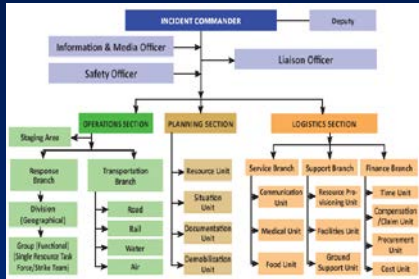 INCIDENT COMMANDER
Deputy
Information & Media Officer
Liaison Officer
Safety Officer
OPERATIONS SECTION
PLANNING SECTION
LOGISTICS SECTION
Staging Area
Response
Branch
Transportation
Branch
Resource Unit
Service Branch
Support Branch
Finance Branch
Division
(Geographical)
Road
Situation
Unit
Communication
Unit
Resource Pro-
visioning Unit
Time Unit
Rail
Compensation
/Claim Unit
Group (Functional)
(Single Resource Task
Force/Strike Team)
Water
Documentation
Unit
Medical Unit
Facilities Unit
Procurement
Unit
Air
Demobilisation
Unit
Food Unit
Ground
Support Unit
Cost Unit